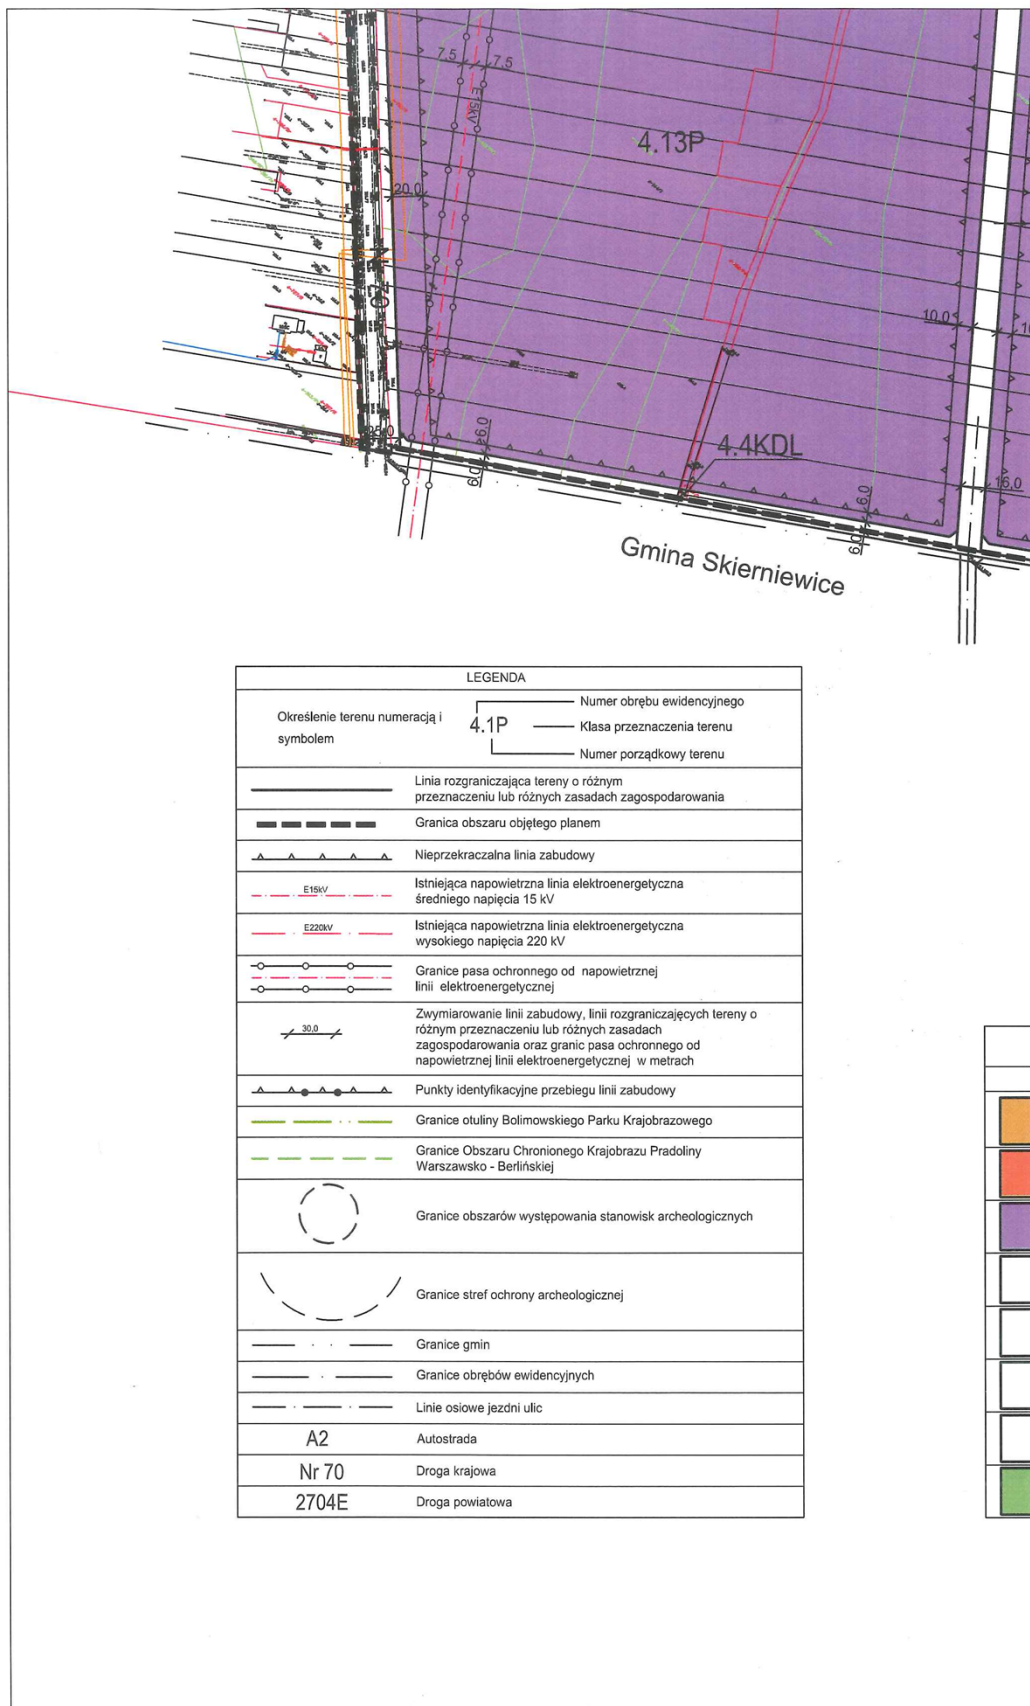 7.5
7.5
E15kV
4.13P
20,0
Nr 70
10,0
6,0
6,0
4.4KDL
16,0
6,0
6,0
Gmina Skierniewice
LEGENDA
Określenie terenu numeracją i
symbolem
4.1P
Numer obrębu ewidencyjnego
Klasa przeznaczenia terenu
Numer porządkowy terenu
Linia rozgraniczająca tereny o różnym
przeznaczeniu lub różnych zasadach zagospodarowania
Granica obszaru objętego planem
Nieprzekraczalna linia zabudowy
E15kV
Istniejąca napowietrzna linia elektroenergetyczna
średniego napięcia 15 kV
E220kV
Istniejąca napowietrzna linia elektroenergetyczna
wysokiego napięcia 220 kV
Granice pasa ochronnego od napowietrznej
linii elektroenergetycznej
30,0
Zwymiarowanie linii zabudowy, linii rozgraniczejęcych tereny o
różnym przeznaczeniu lub różnych zasadach
zagospodarowania oraz granic pasa ochronnego od
napowietrznej linii elektroenergetycznej w metrach
Punkty identyfikacyjne przebiegu linii zabudowy
Granice otuliny Bolimowskiego Parku Krajobrazowego
Granice Obszaru Chronionego Krajobrazu Pradoliny
Warszawsko - Berlińskiej
Granice obszarów występowania stanowisk archeologicznych
Granice stref ochrony archeologicznej
Granice gmin
Granice obrębów ewidencyjnych
Linie osiowe jezdni ulic
A2
Autostrada
Nr 70
Droga krajowa
2704E
Droga powiatowa